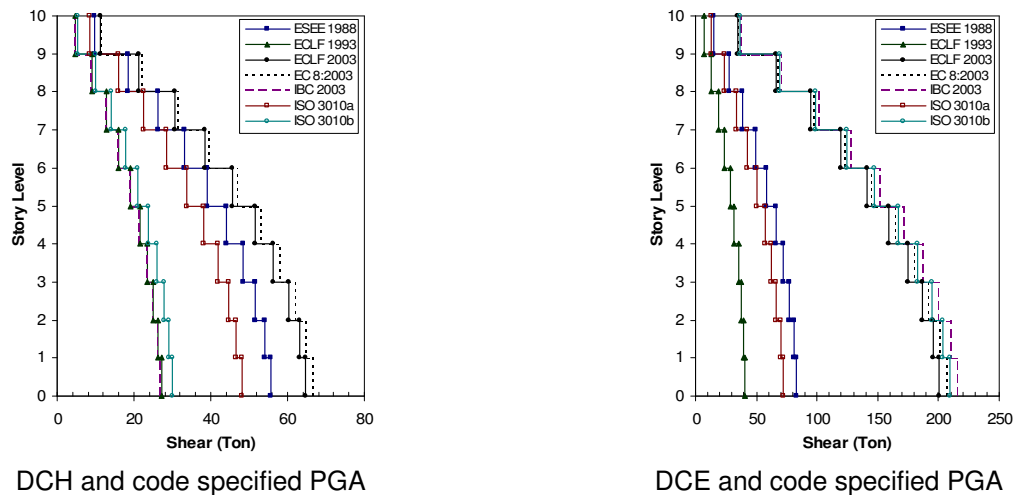 10
9
8
7
6
5
4
3
2
1
0
Story Level
0 20 40 60 80
Shear (Ton)
ESEE 1988
ECLF 1993
ECLF 2003
EC 8:2003
IBC 2003
ISO 3010a
ISO 3010b
DCH and code specified PGA
10
9
8
7
6
5
4
3
2
1
0
Story Level
0 50 100 150 200 250
Shear (Ton)
ESEE 1988
ECLF 1993
ECLF 2003
EC 8:2003
IBC 2003
ISO 3010a
ISO 3010b
DCE and code specified PGA